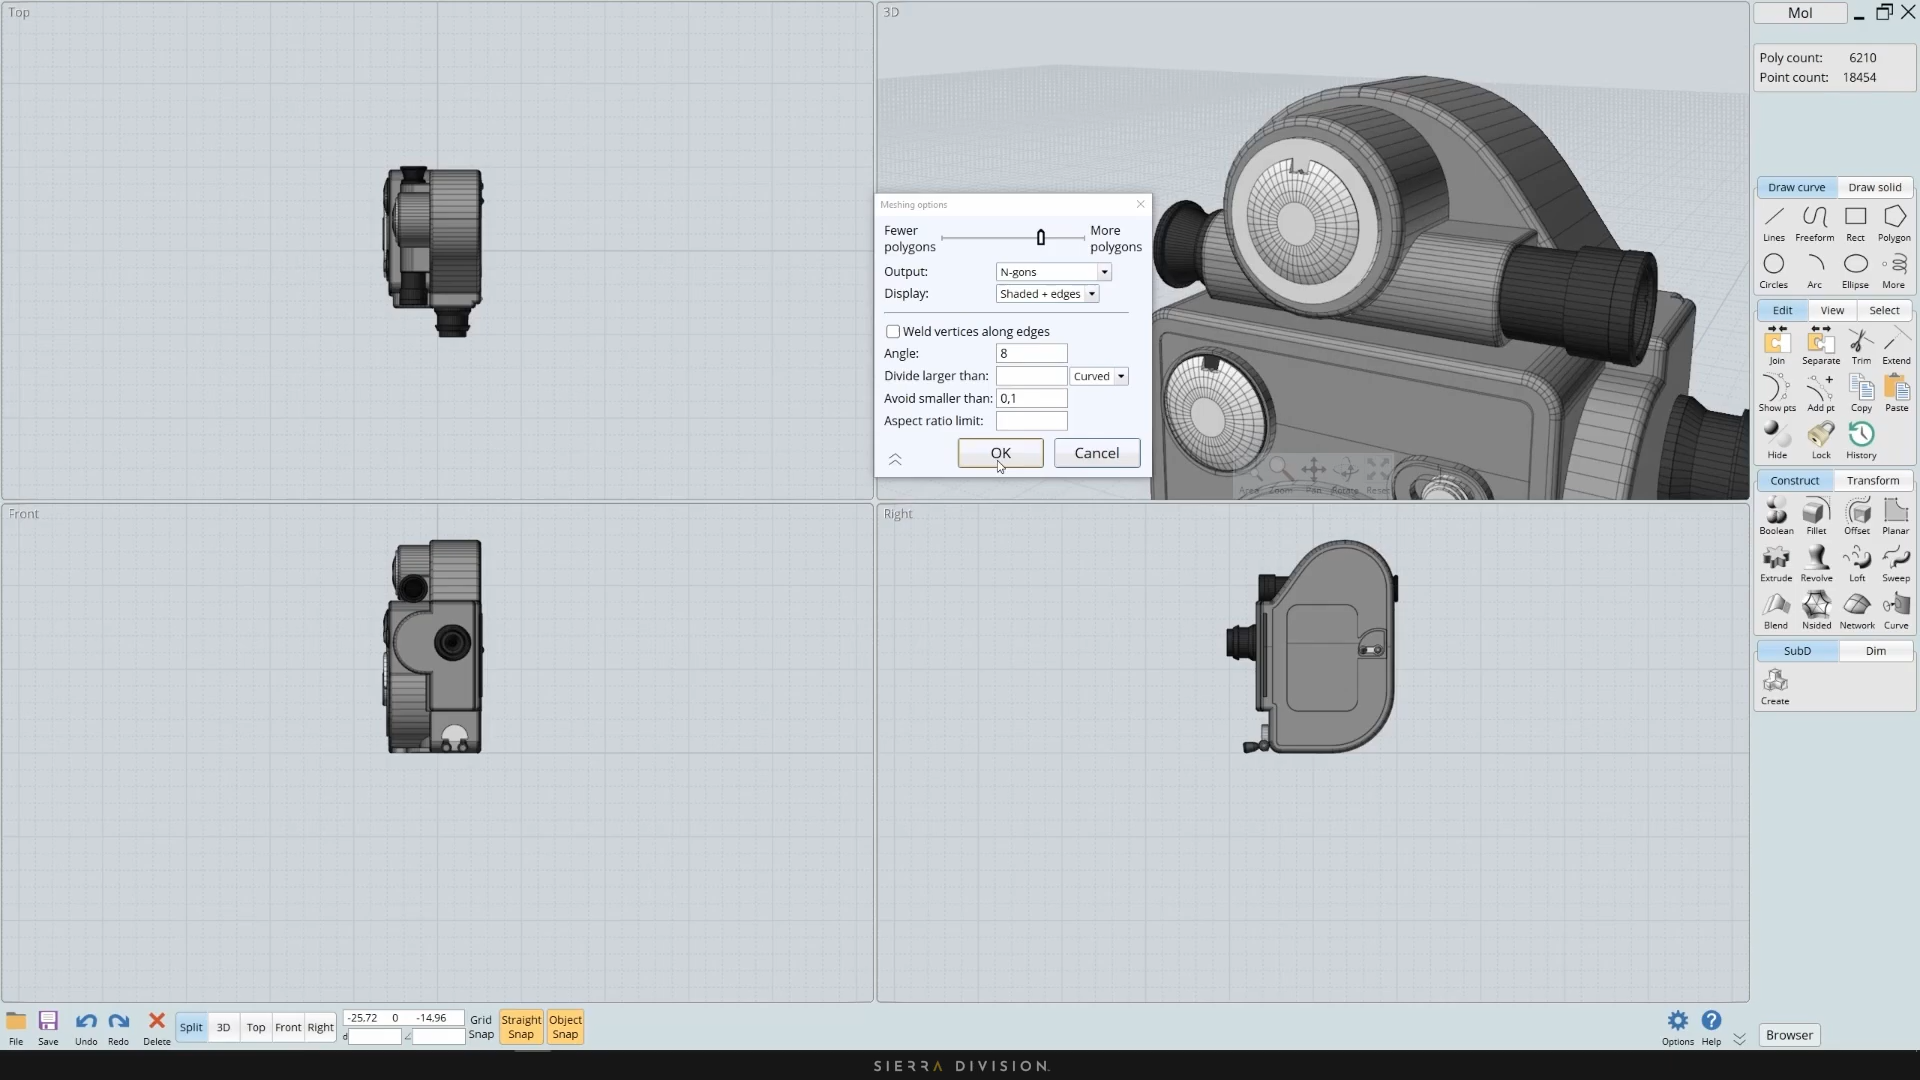 Top
3D
MoI
Poly count: 6210
Point count: 18454
Meshing options
Fewer polygons
More polygons
Output: N-gons
Display: Shaded + edges
Weld vertices along edges
Angle: 8
Divide larger than: Curved
Avoid smaller than: 0,1
Aspect ratio limit:
OK Cancel
Area Zoom Pan Rotate Reset
Draw curve Draw solid
Lines Freeform Rect Polygon
Circles Arc Ellipse More
Edit View Select
Join Separate Trim Extend
Show pts Add pt Copy Paste
Hide Lock History
Construct Transform
Boolean Fillet Offset Planar
Extrude Revolve Loft Sweep
Blend Nsided Network Curve
SubD Dim
Create
Front
Right
File Save Undo Redo Delete
Split 3D Top Front Right
-25,72 0 -14,96
d
Grid Snap
Straight Snap
Object Snap
Options Help
Browser
SIERRA DIVISION.